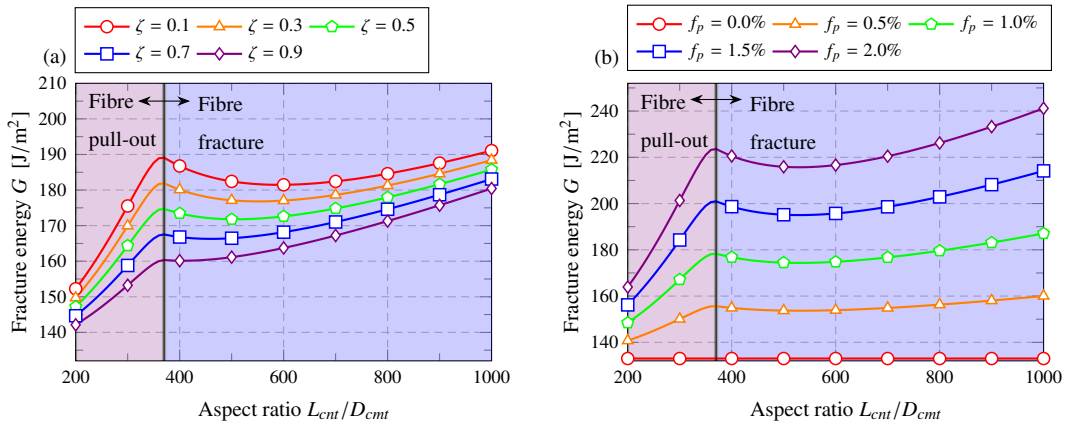 (a)
ζ = 0.1 ζ = 0.3 ζ = 0.5
ζ = 0.7 ζ = 0.9
Fracture energy G [J/m²]
210
200
190
180
170
160
150
140
Fibre
pull-out
Fibre
fracture
200 400 600 800 1000
Aspect ratio L_cnt/D_cmt
(b)
f_p = 0.0% f_p = 0.5% f_p = 1.0%
f_p = 1.5% f_p = 2.0%
Fracture energy G [J/m²]
240
220
200
180
160
140
Fibre
pull-out
Fibre
fracture
200 400 600 800 1000
Aspect ratio L_cnt/D_cmt